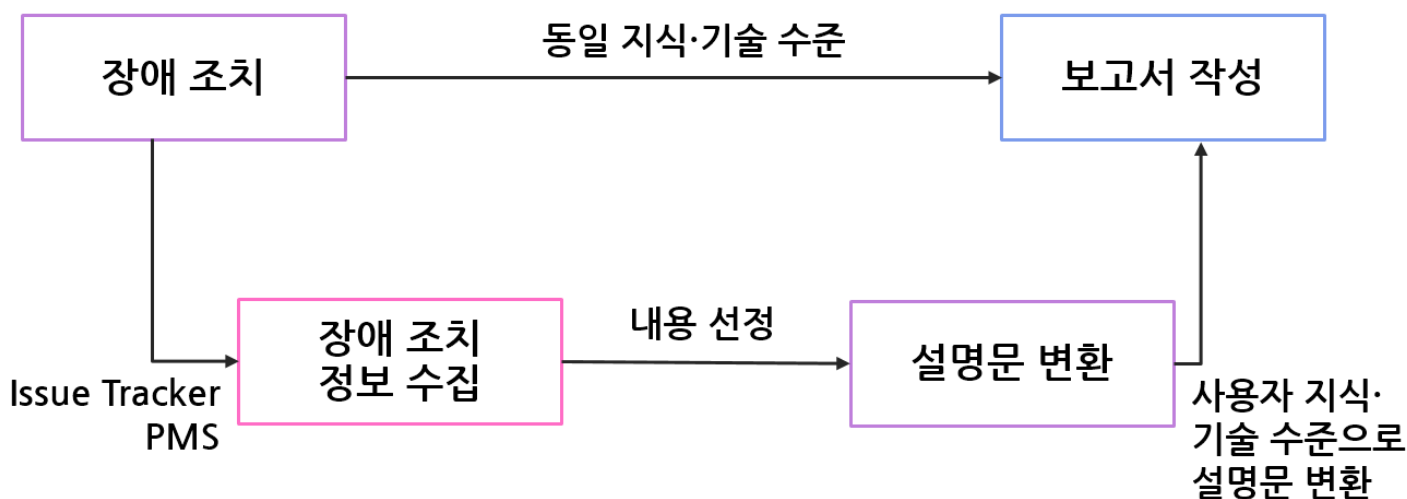 동일 지식·기술 수준
장애 조치
보고서 작성
장애 조치
정보 수집
내용 선정
설명문 변환
Issue Tracker
PMS
사용자 지식·
기술 수준으로
설명문 변환